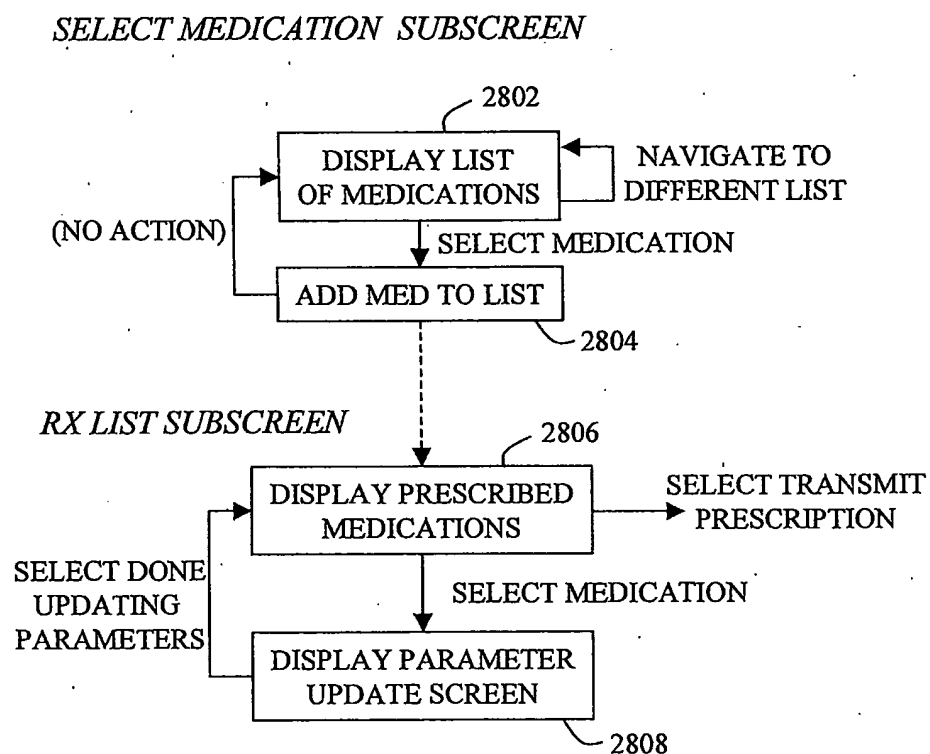 SELECT MEDICATION SUBSCREEN
2802
DISPLAY LIST
OF MEDICATIONS
NAVIGATE TO
DIFFERENT LIST
(NO ACTION)
SELECT MEDICATION
ADD MED TO LIST
2804
RX LIST SUBSCREEN
2806
DISPLAY PRESCRIBED
MEDICATIONS
SELECT TRANSMIT
PRESCRIPTION
SELECT DONE
UPDATING
PARAMETERS
SELECT MEDICATION
DISPLAY PARAMETER
UPDATE SCREEN
2808